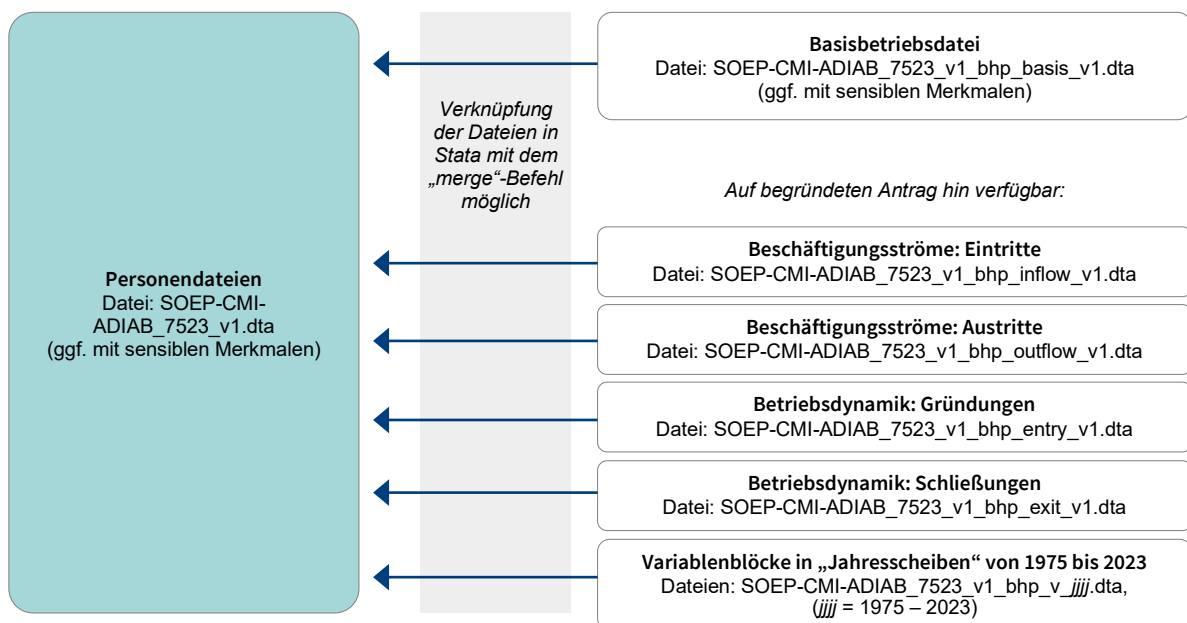 Personendateien
Datei: SOEP-CMI-
ADIAB_7523_v1.dta
(ggf. mit sensiblen Merkmalen)
Verknüpfung
der Dateien in
Stata mit dem
„merge“-Befehl
möglich
Basisbetriebsdatei
Datei: SOEP-CMI-ADIAB_7523_v1_bhp_basis_v1.dta
(ggf. mit sensiblen Merkmalen)
Auf begründeten Antrag hin verfügbar:
Beschäftigungsströme: Eintritte
Datei: SOEP-CMI-ADIAB_7523_v1_bhp_inflow_v1.dta
Beschäftigungsströme: Austritte
Datei: SOEP-CMI-ADIAB_7523_v1_bhp_outflow_v1.dta
Betriebsdynamik: Gründungen
Datei: SOEP-CMI-ADIAB_7523_v1_bhp_entry_v1.dta
Betriebsdynamik: Schließungen
Datei: SOEP-CMI-ADIAB_7523_v1_bhp_exit_v1.dta
Variablenblöcke in „Jahresscheiben“ von 1975 bis 2023
Dateien: SOEP-CMI-ADIAB_7523_v1_bhp_v_jjjj.dta,
(jjjj = 1975 – 2023)